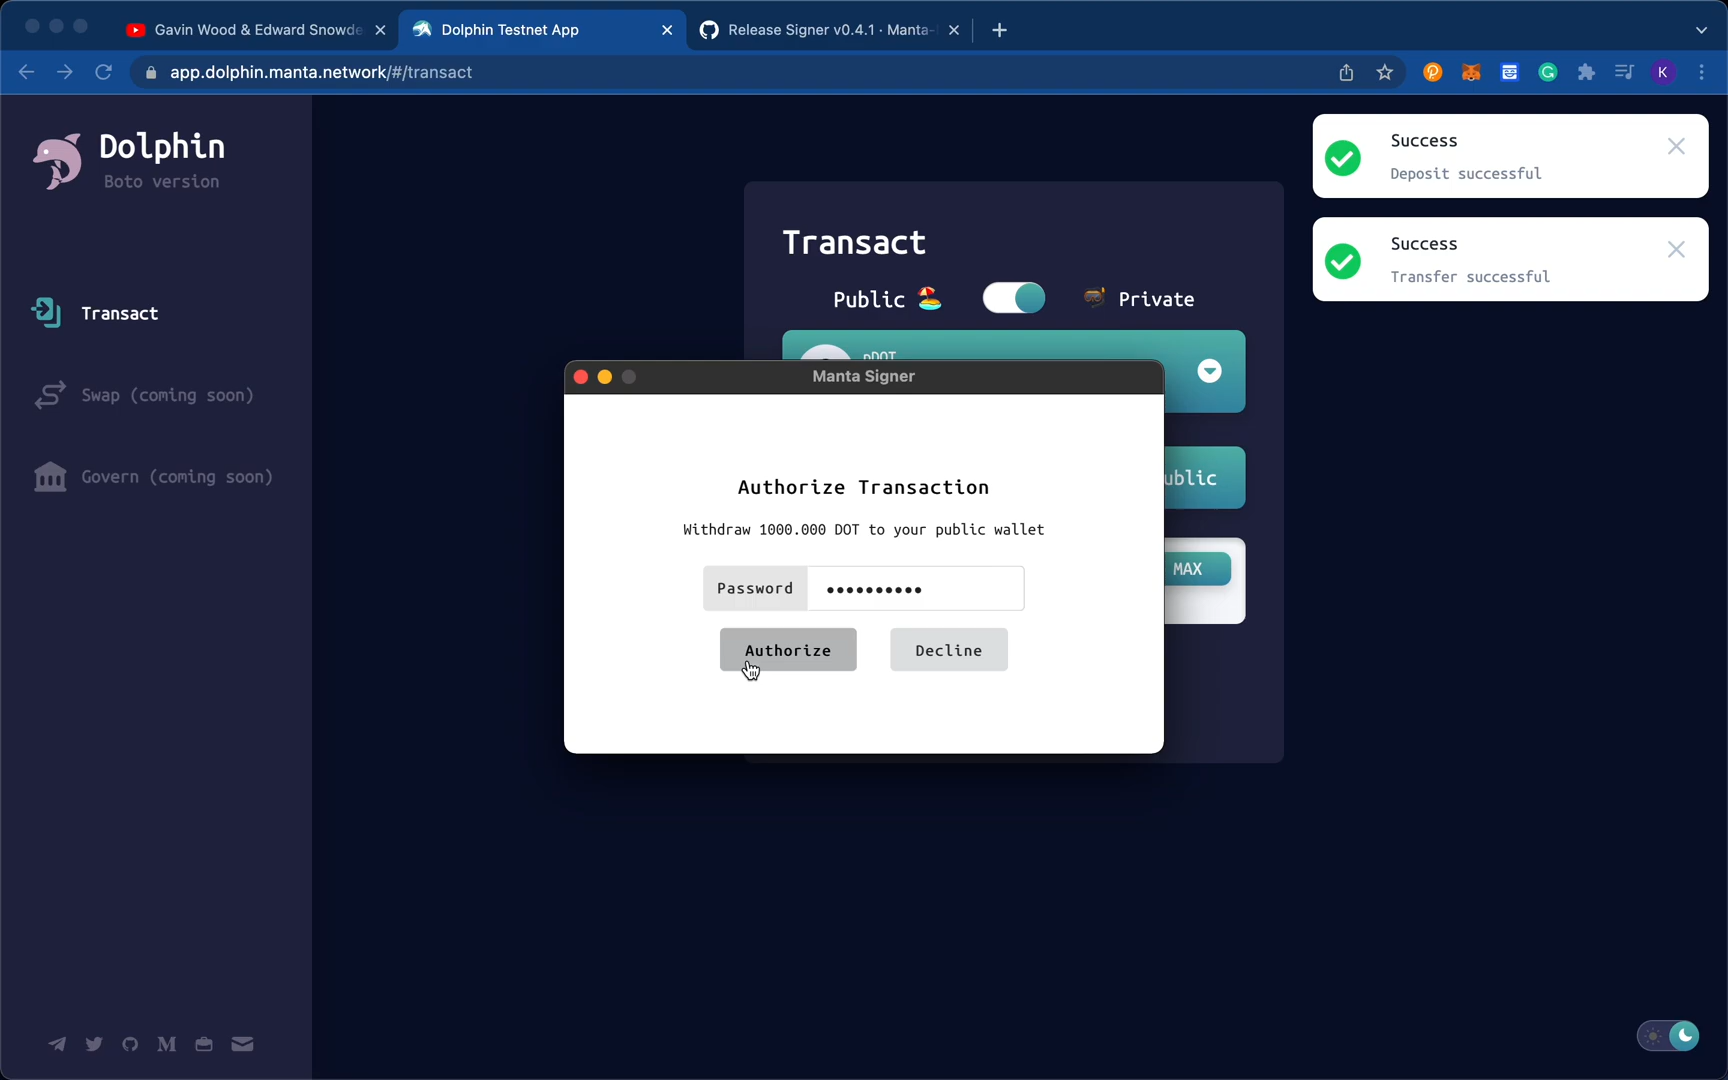 Gavin Wood & Edward Snowde
Dolphin Testnet App
Release Signer v0.4.1 · Manta-
app.dolphin.manta.network/#/transact
K
Dolphin
Boto version
Transact
Swap (coming soon)
Govern (coming soon)
Transact
Public
Private
pDOT
ublic
MAX
Manta Signer
Authorize Transaction
Withdraw 1000.000 DOT to your public wallet
Password
Authorize
Decline
Success
Deposit successful
Success
Transfer successful